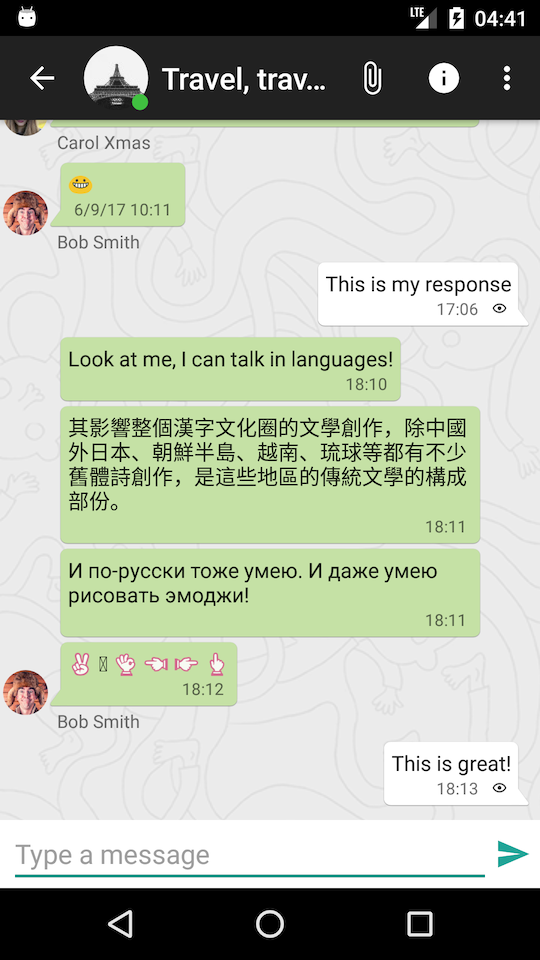 LTE 04:41
Travel, trav...
Carol Xmas
😁
6/9/17 10:11
Bob Smith
This is my response
17:06
Look at me, I can talk in languages!
18:10
其影響整個漢字文化圈的文學創作，除中國
外日本、朝鮮半島、越南、琉球等都有不少
舊體詩創作，是這些地區的傳統文學的構成
部份。
18:11
И по-русски тоже умею. И даже умею
рисовать эмоджи!
18:11
18:12
Bob Smith
This is great!
18:13
Type a message